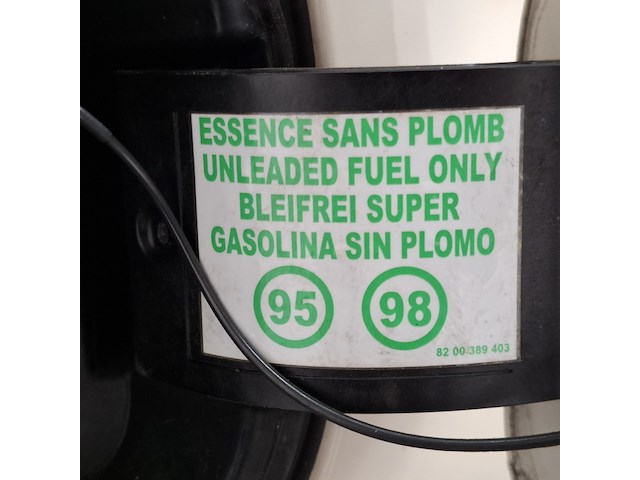 ESSENCE SANS PLOMB
UNLEADED FUEL ONLY
BLEIFREI SUPER
GASOLINA SIN PLOMO
95 98
82 00 389 403